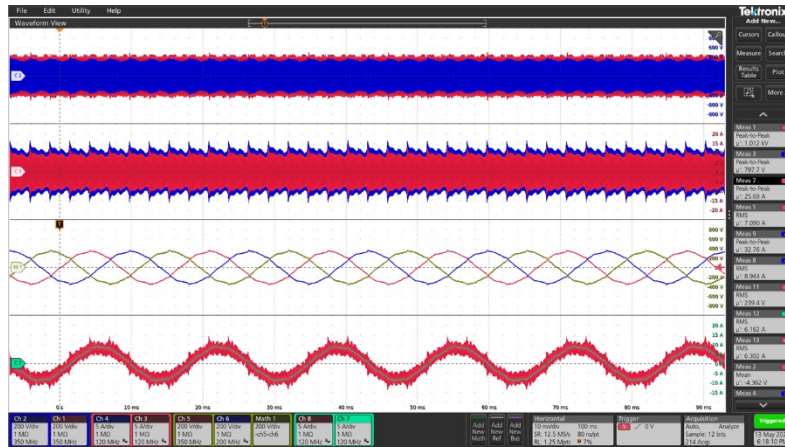 File Edit Utility Help
Tektronix
Waveform View
Add New...
Cursors
Measure
Results
Table
Plot
More
600 V
-600 V
-800 V
C2
20 A
15 A
C3
-15 A
-20 A
T
800 V
600 V
400 V
-200 V
-400 V
-600 V
-800 V
20 A
15 A
10 A
-5 A
-10 A
-15 A
0 s
10 ms
20 ms
30 ms
40 ms
50 ms
60 ms
70 ms
80 ms
90 ms
Meas 1
Peak-to-Peak
µ': 1.012 kV
Meas 3
Peak-to-Peak
µ': 797.7 V
Meas 7
Peak-to-Peak
µ': 25.69 A
Meas 5
RMS
µ': 7.090 A
Meas 9
Peak-to-Peak
µ': 32.76 A
Meas 8
RMS
µ': 8.944 A
Meas 11
RMS
µ': 239.4 V
Meas 12
RMS
µ': 6.162 A
Meas 13
RMS
µ': 6.302 A
Meas 2
Mean
µ': -4.362 V
Meas 4
Ch 2
200 V/div
1 MΩ
350 MHz
Ch 1
200 V/div
1 MΩ
350 MHz
Ch 4
5 A/div
1 MΩ
120 MHz
Ch 3
5 A/div
1 MΩ
120 MHz
Ch 5
200 V/div
1 MΩ
350 MHz
Ch 6
200 V/div
1 MΩ
350 MHz
Math 1
200 V/div
-ch5-ch6
Ch 8
5 A/div
1 MΩ
120 MHz
Ch 7
5 A/div
1 MΩ
120 MHz
Add New Math
Add New Ref
Add New Bus
Horizontal
10 ms/div 100 ms
SR: 12.5 MS/s 80 ns/pt
RL: 1.25 Mpts 7%
Trigger
5 0 V
Acquisition
Auto, Analyze
Sample: 12 bits
214 Acqs
Triggered
13 May
6:18:10 P